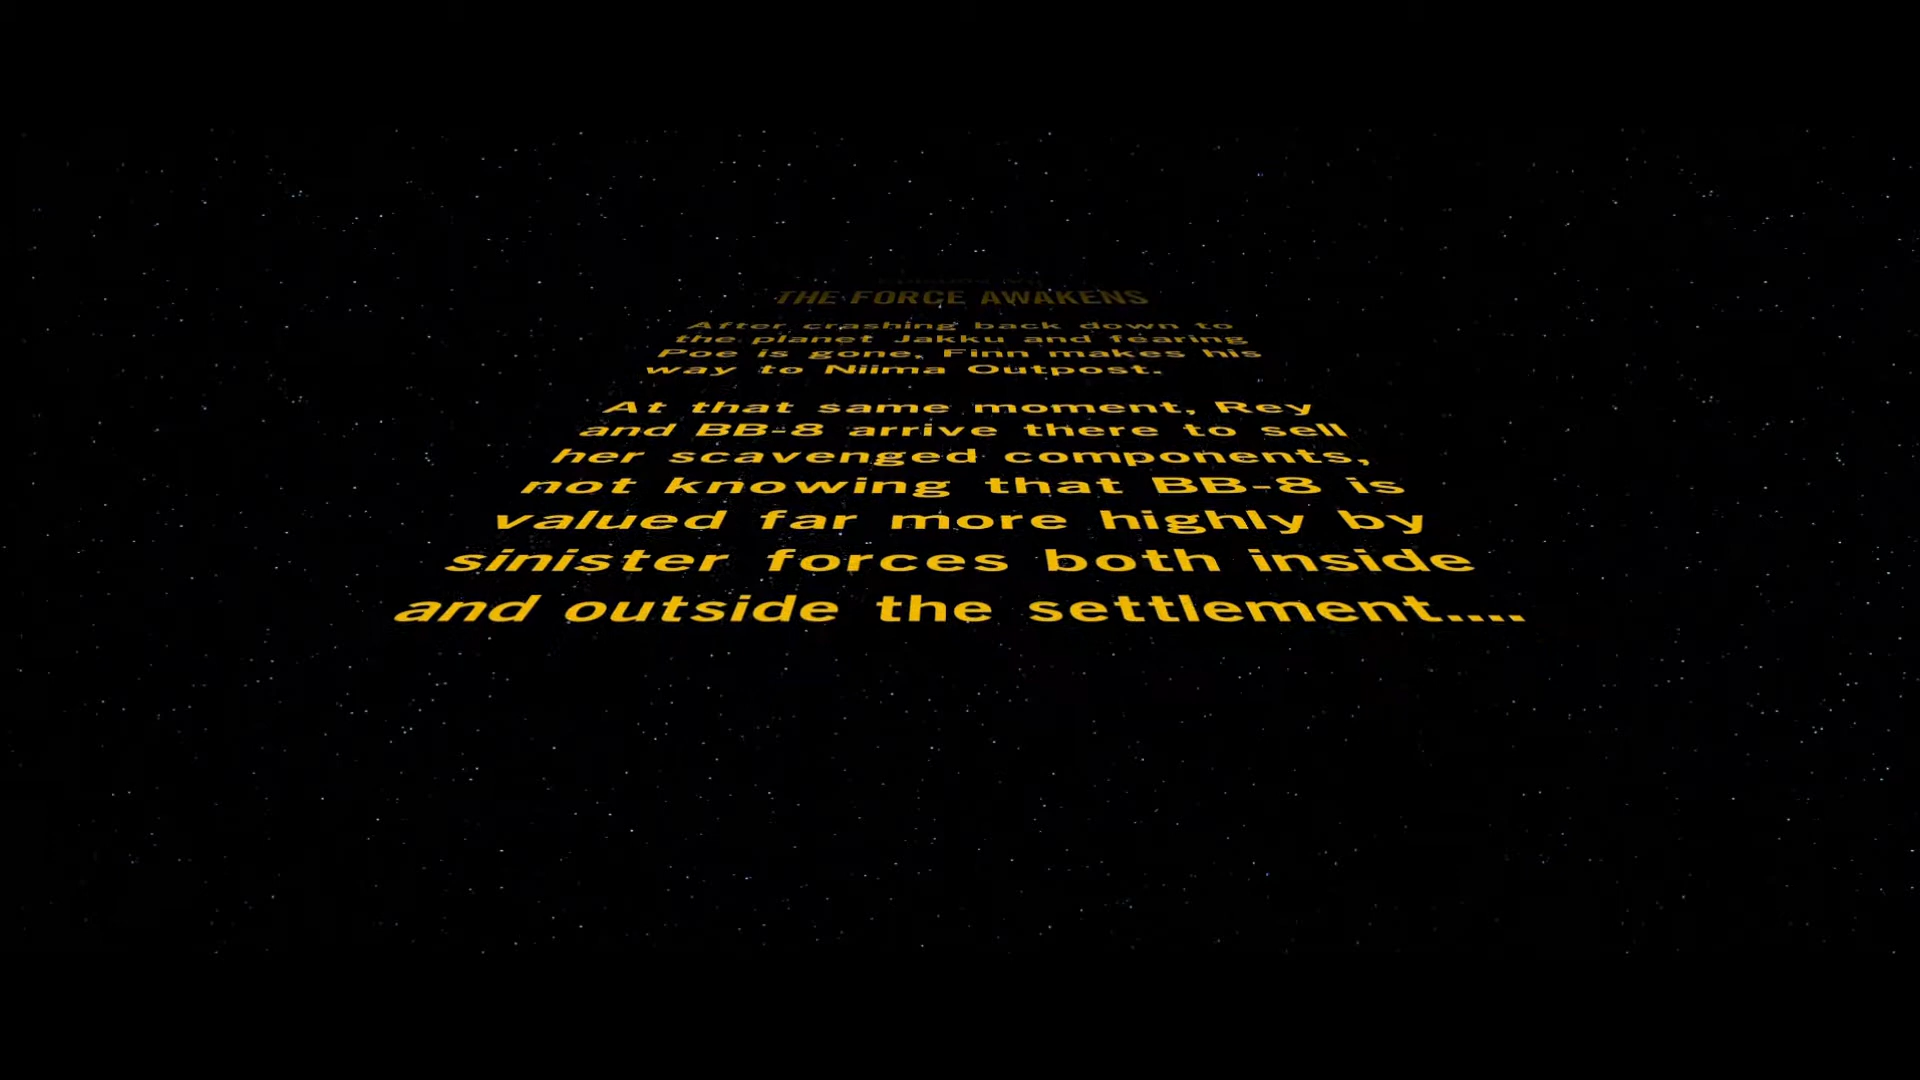 THE FORCE AWAKENS
After crashing back down to
the planet Jakku and fearing
Poe is gone, Finn makes his
way to Niima Outpost.
At that same moment, Rey
and BB-8 arrive there to sell
her scavenged components,
not knowing that BB-8 is
valued far more highly by
sinister forces both inside
and outside the settlement....